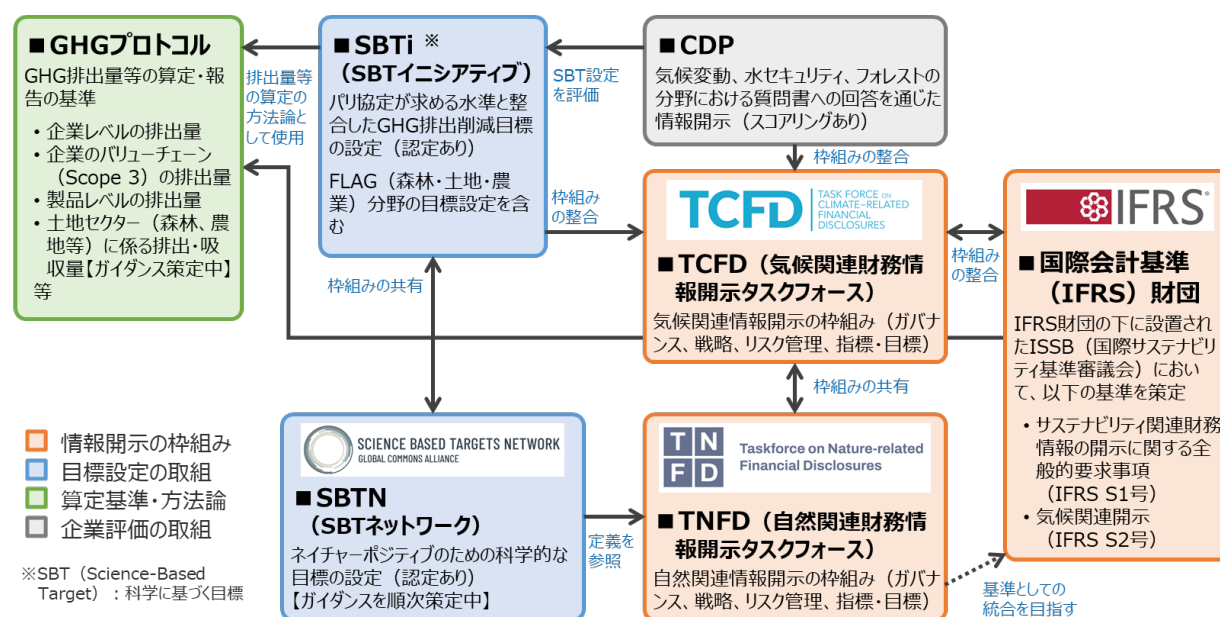 ■ GHGプロトコル
GHG排出量等の算定・報
告の基準
・企業レベルの排出量
・企業のバリューチェーン
（Scope 3）の排出量
・製品レベルの排出量
・土地セクター（森林、農
地等）に係る排出・吸
収量【ガイダンス策定中】
等
排出量等
の算定の
方法論と
して使用
■ SBTi ※
（SBTイニシアティブ）
パリ協定が求める水準と整
合したGHG排出削減目標
の設定（認定あり）
FLAG（森林・土地・農
業）分野の目標設定を含
む
SBT設定
を評価
■ CDP
気候変動、水セキュリティ、フォレストの
分野における質問書への回答を通じた
情報開示（スコアリングあり）
枠組みの整合
枠組み
の整合
TCFD
TASK FORCE ON
CLIMATE-RELATED
FINANCIAL
DISCLOSURES
■ TCFD（気候関連財務情
報開示タスクフォース）
気候関連情報開示の枠組み（ガバナ
ンス、戦略、リスク管理、指標・目標）
枠組み
の整合
IFRS®
■ 国際会計基準
（IFRS）財団
IFRS財団の下に設置され
たISSB（国際サステナビリ
ティ基準審議会）におい
て、以下の基準を策定
・サステナビリティ関連財務
情報の開示に関する全
般的要求事項
（IFRS S1号）
・気候関連開示
（IFRS S2号）
枠組みの共有
枠組みの共有
情報開示の枠組み
目標設定の取組
算定基準・方法論
企業評価の取組
※SBT（Science-Based
Target）：科学に基づく目標
SCIENCE BASED TARGETS NETWORK
GLOBAL COMMONS ALLIANCE
■ SBTN
（SBTネットワーク）
ネイチャーポジティブのための科学的な
目標の設定（認定あり）
【ガイダンスを順次策定中】
定義を
参照
TN
FD
Taskforce on Nature-related
Financial Disclosures
■ TNFD（自然関連財務情
報開示タスクフォース）
自然関連情報開示の枠組み（ガバナ
ンス、戦略、リスク管理、指標・目標）
基準としての
統合を目指す